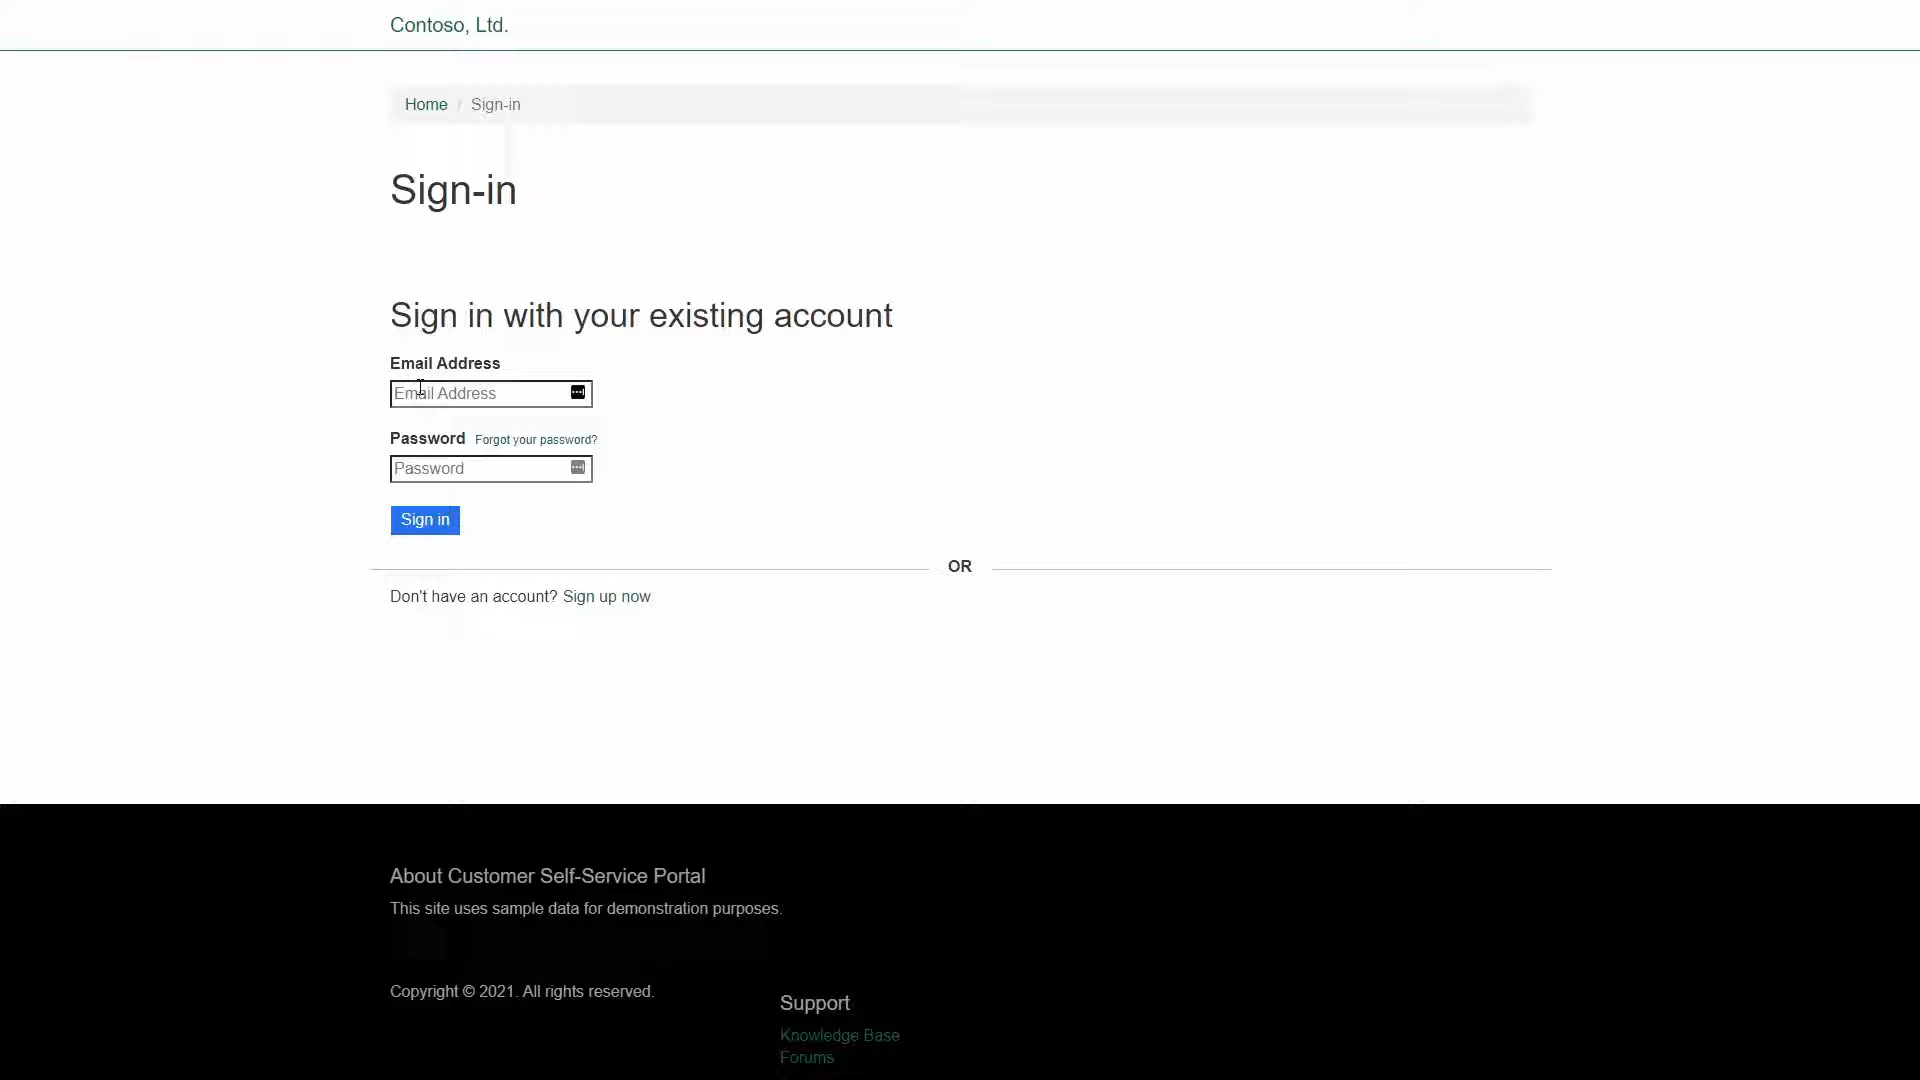 Contoso, Ltd.
Home / Sign-in
Sign-in
Sign in with your existing account
Email Address
Email Address
Password Forgot your password?
Password
Sign in
OR
Don't have an account? Sign up now
About Customer Self-Service Portal
This site uses sample data for demonstration purposes.
Copyright © 2021. All rights reserved.
Support
Knowledge Base
Forums